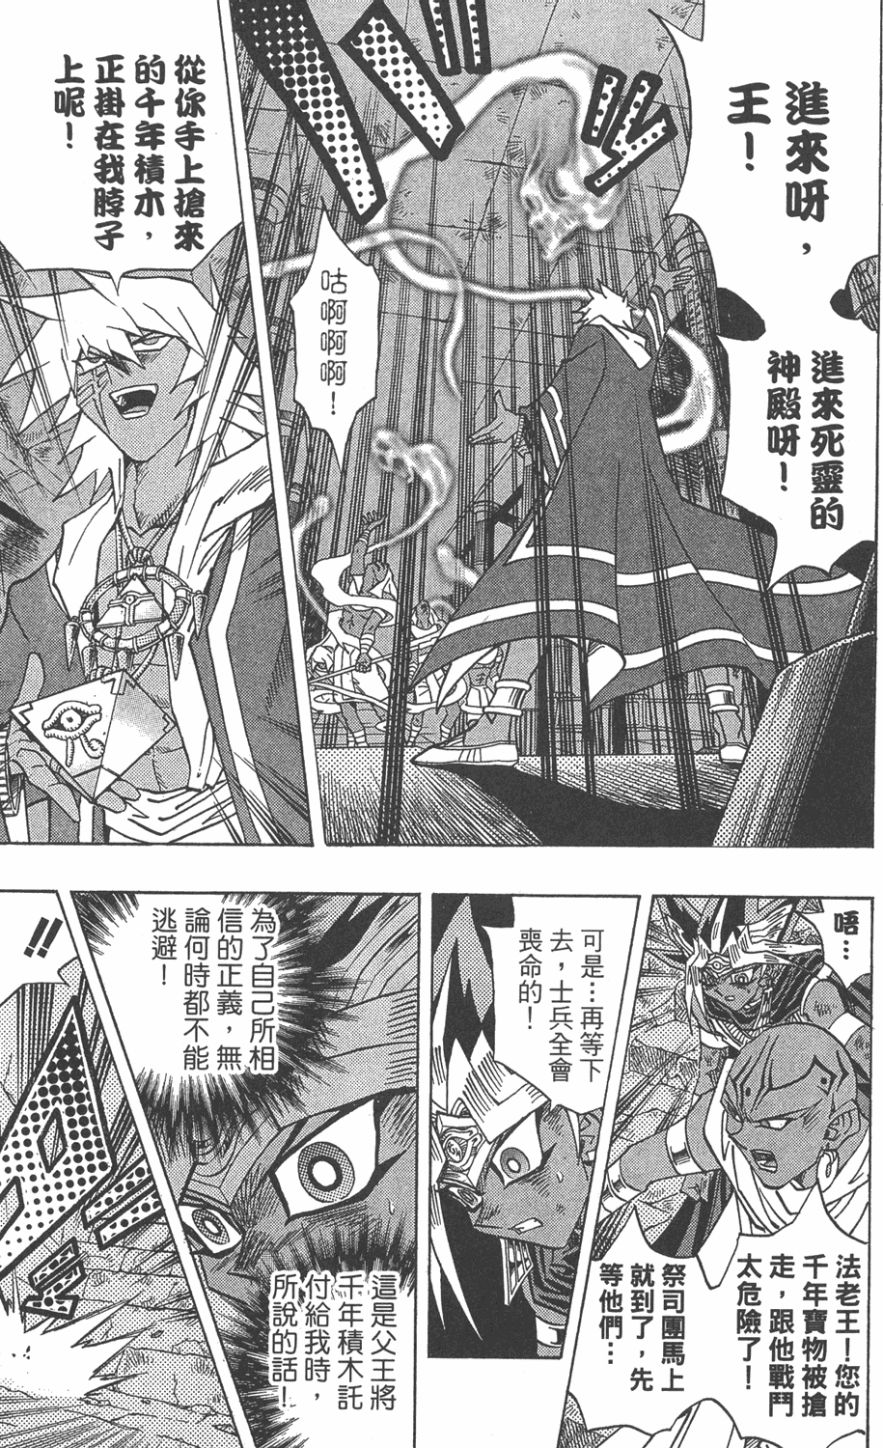 進來呀，
王！
進來死靈的
神殿呀！
咕啊啊啊！
從你手上搶來
的千年積木，
正掛在我脖子
上呢！
唔…
法老王！您的
千年寶物被搶
走，跟他戰鬥
太危險了！
祭司團馬上
就到了，先
等他們…
可是…再等下
去，士兵全會
喪命的！
為了自己所相
信的正義，無
論何時都不能
逃避！
這是父王將
千年積木託
付給我時，
所說的話！
!!